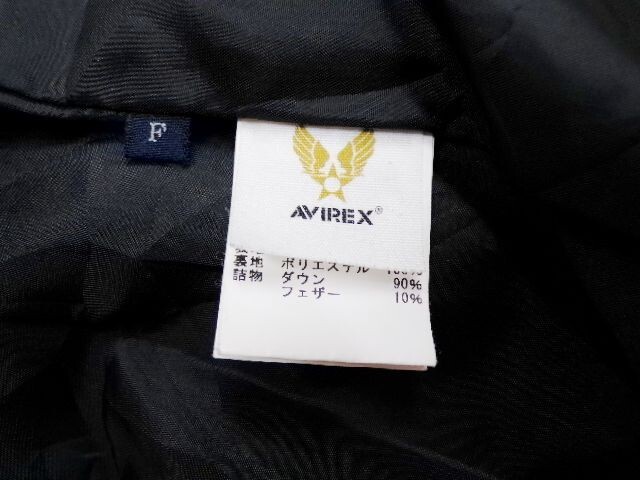 F
AVIREX®
裏地 ポリエステル 100%
詰物 ダウン 90%
フェザー 10%